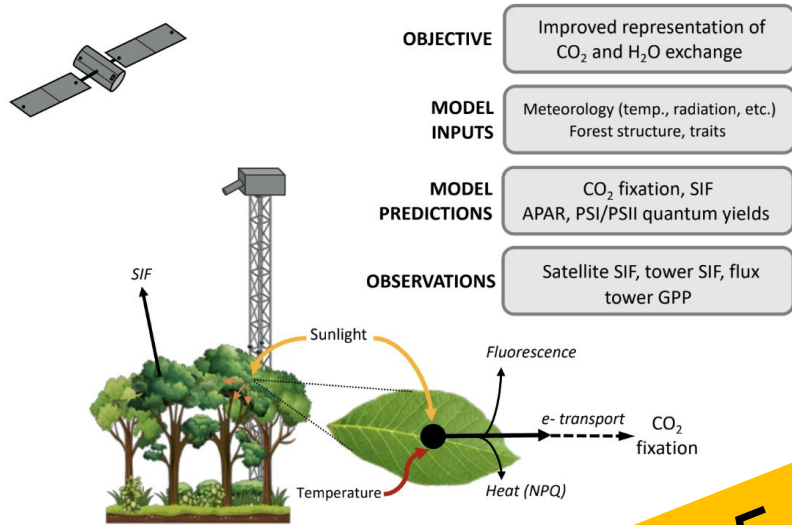 OBJECTIVE
Improved representation of
CO₂ and H₂O exchange
MODEL
INPUTS
Meteorology (temp., radiation, etc.)
Forest structure, traits
MODEL
PREDICTIONS
CO₂ fixation, SIF
APAR, PSI/PSII quantum yields
OBSERVATIONS
Satellite SIF, tower SIF, flux
tower GPP
SIF
Sunlight
Fluorescence
e- transport
CO₂
fixation
Heat (NPQ)
Temperature